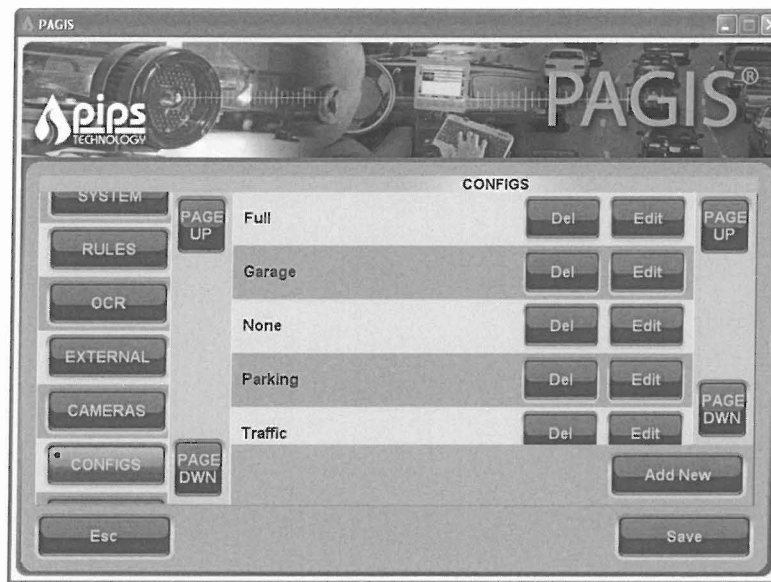 PAGIS
pips
TECHNOLOGY
PAGIS®
CONFIGS
SYSTEM
RULES
OCR
EXTERNAL
CAMERAS
CONFIGS
PAGE UP
PAGE DWN
Full Del Edit
Garage Del Edit
None Del Edit
Parking Del Edit
Traffic Del Edit
PAGE UP
PAGE DWN
Add New
Esc
Save